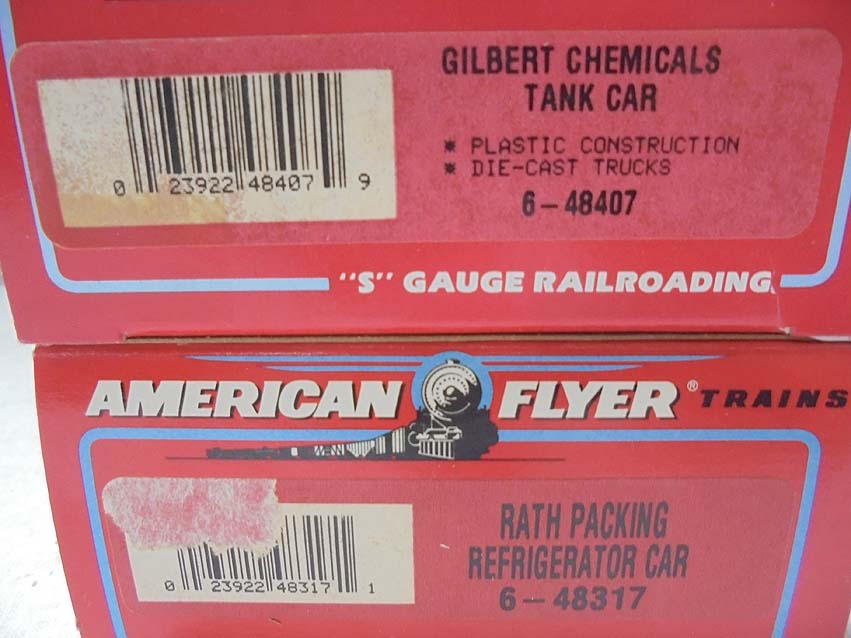 GILBERT CHEMICALS
TANK CAR
* PLASTIC CONSTRUCTION
* DIE-CAST TRUCKS
6-48407
0 23922 48407 9
"S" GAUGE RAILROADING
AMERICAN FLYER® TRAINS
RATH PACKING
REFRIGERATOR CAR
6-48317
0 23922 48317 1